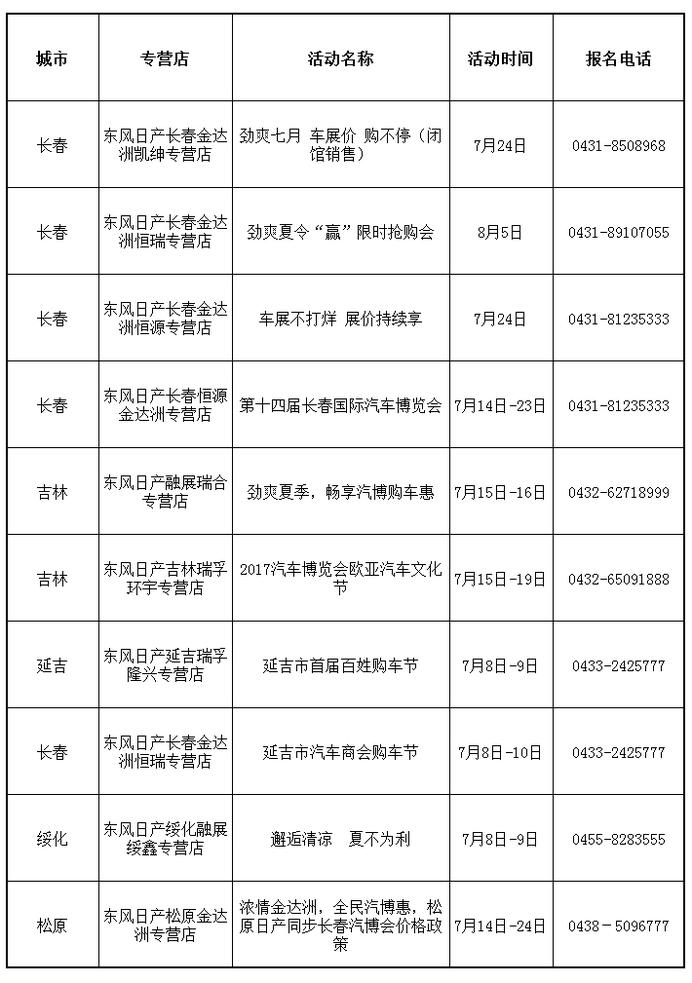 城市 专营店 活动名称 活动时间 报名电话
长春 东风日产长春金达洲凯绅专营店 劲爽七月 车展价 购不停（闭馆销售） 7月24日 0431-8508968
长春 东风日产长春金达洲恒瑞专营店 劲爽夏令“赢”限时抢购会 8月5日 0431-89107055
长春 东风日产长春金达洲恒源专营店 车展不打烊 展价持续享 7月24日 0431-81235333
长春 东风日产长春恒源金达洲专营店 第十四届长春国际汽车博览会 7月14日-23日 0431-81235333
吉林 东风日产融展瑞合专营店 劲爽夏季，畅享汽博购车惠 7月15日-16日 0432-62718999
吉林 东风日产吉林瑞孚环宇专营店 2017汽车博览会欧亚汽车文化节 7月15日-19日 0432-65091888
延吉 东风日产延吉瑞孚隆兴专营店 延吉市首届百姓购车节 7月8日-9日 0433-2425777
长春 东风日产长春金达洲恒瑞专营店 延吉市汽车商会购车节 7月8日-10日 0433-2425777
绥化 东风日产绥化融展绥鑫专营店 邂逅清凉　夏不为利 7月8日-9日 0455-8283555
松原 东风日产松原金达洲专营店 浓情金达洲，全民汽博惠，松原日产同步长春汽博会价格政策 7月14日-24日 0438－5096777